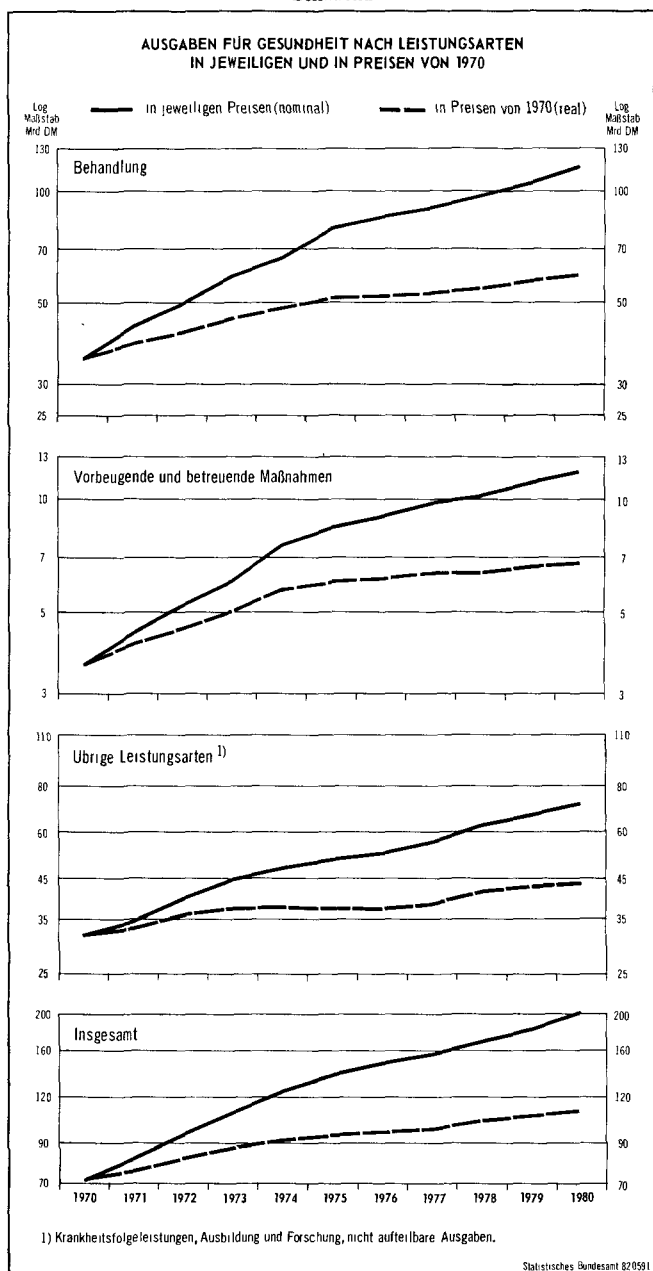 AUSGABEN FÜR GESUNDHEIT NACH LEISTUNGSARTEN
IN JEWEILIGEN UND IN PREISEN VON 1970
Log
Maßstab
Mrd DM
in jeweiligen Preisen (nominal)
in Preisen von 1970 (real)
Log
Maßstab
Mrd DM
Behandlung
130 130
100 100
70 70
50 50
30 30
25 25
Vorbeugende und betreuende Maßnahmen
13 13
10 10
7 7
5 5
3 3
Übrige Leistungsarten 1)
110 110
80 80
60 60
45 45
35 35
25 25
Insgesamt
200 200
160 160
120 120
90 90
70 70
1970 1971 1972 1973 1974 1975 1976 1977 1978 1979 1980
1) Krankheitsfolgeleistungen, Ausbildung und Forschung, nicht aufteilbare Ausgaben.
Statistisches Bundesamt 820591